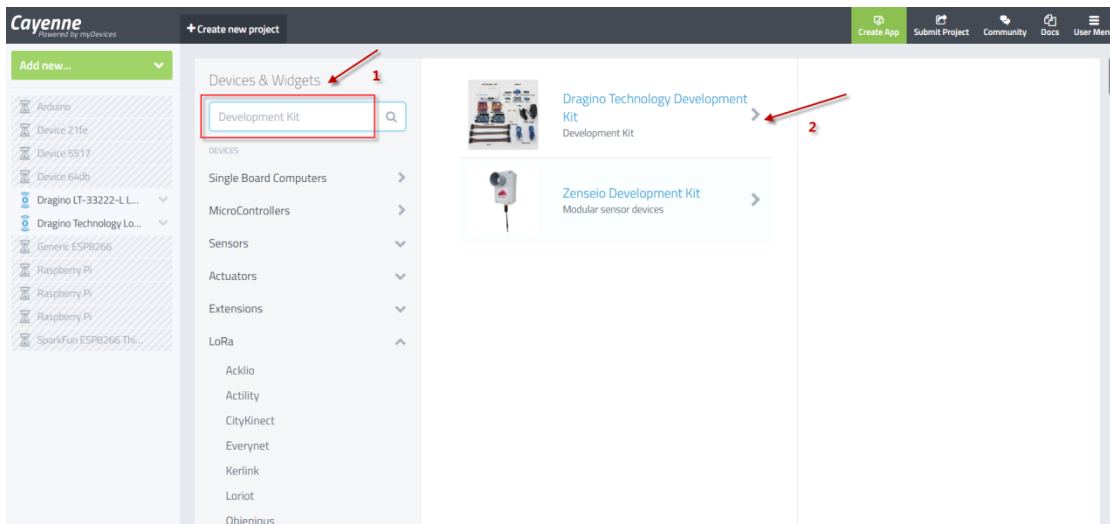 Cayenne
Powered by myDevices
+ Create new project
Create App
Submit Project
Community
Docs
User Men
Add new...
Arduino
Device 21fe
Device 5517
Device 64db
Dragino LT-33222-L L...
Dragino Technology Lo...
Generic ESP8266
Raspberry Pi
Raspberry Pi
Raspberry Pi
SparkFun ESP8266 Thi...
Devices & Widgets
1
Development Kit
DEVICES
Single Board Computers
MicroControllers
Sensors
Actuators
Extensions
LoRa
Acklio
Actility
CityKinect
Everynet
Kerlink
Loriot
Objenious
Dragino Technology Development
Kit
Development Kit
2
Zenseio Development Kit
Modular sensor devices